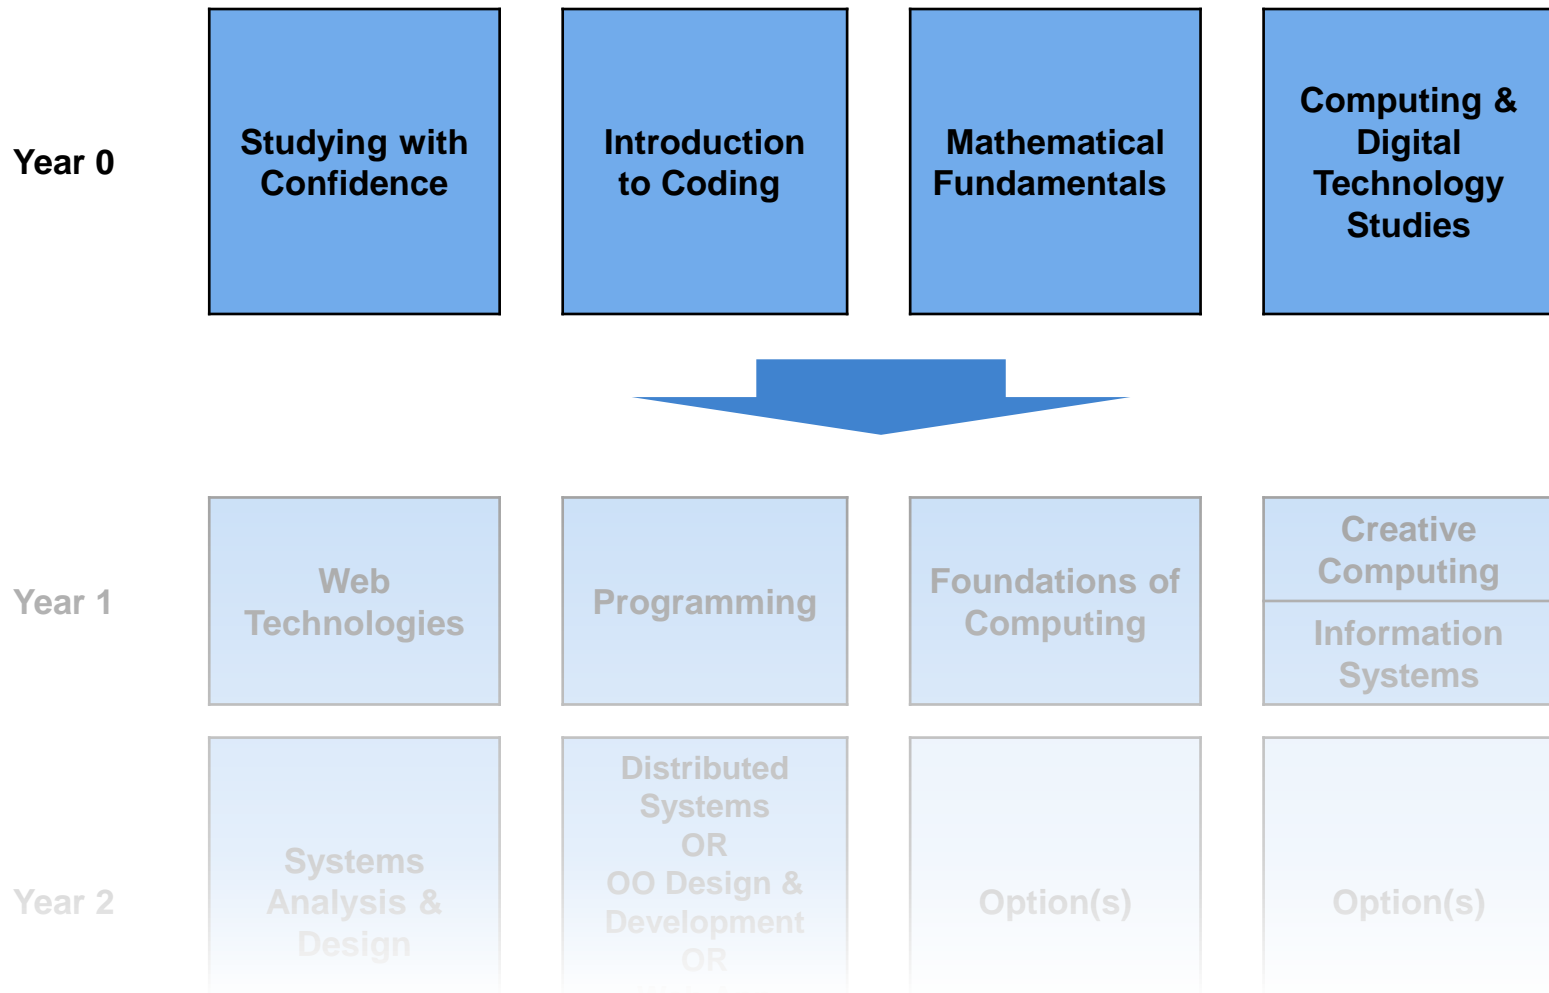 Year 0
Studying with
Confidence
Introduction
to Coding
Mathematical
Fundamentals
Computing &
Digital
Technology
Studies
Year 1
Web
Technologies
Programming
Foundations of
Computing
Creative
Computing
Information
Systems
Year 2
Systems
Analysis &
Design
Distributed
Systems
OR
OO Design &
Development
OR
Option(s)
Option(s)